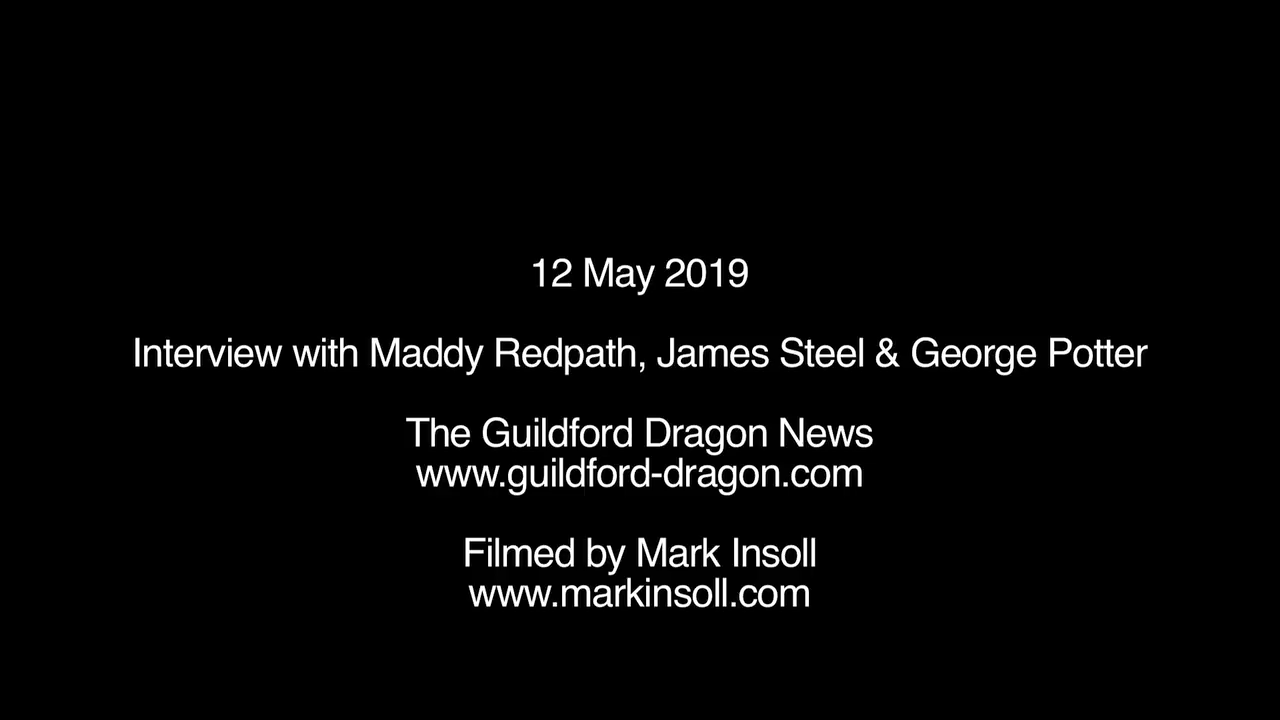 12 May 2019
Interview with Maddy Redpath, James Steel & George Potter
The Guildford Dragon News
www.guildford-dragon.com
Filmed by Mark Insoll
www.markinsoll.com